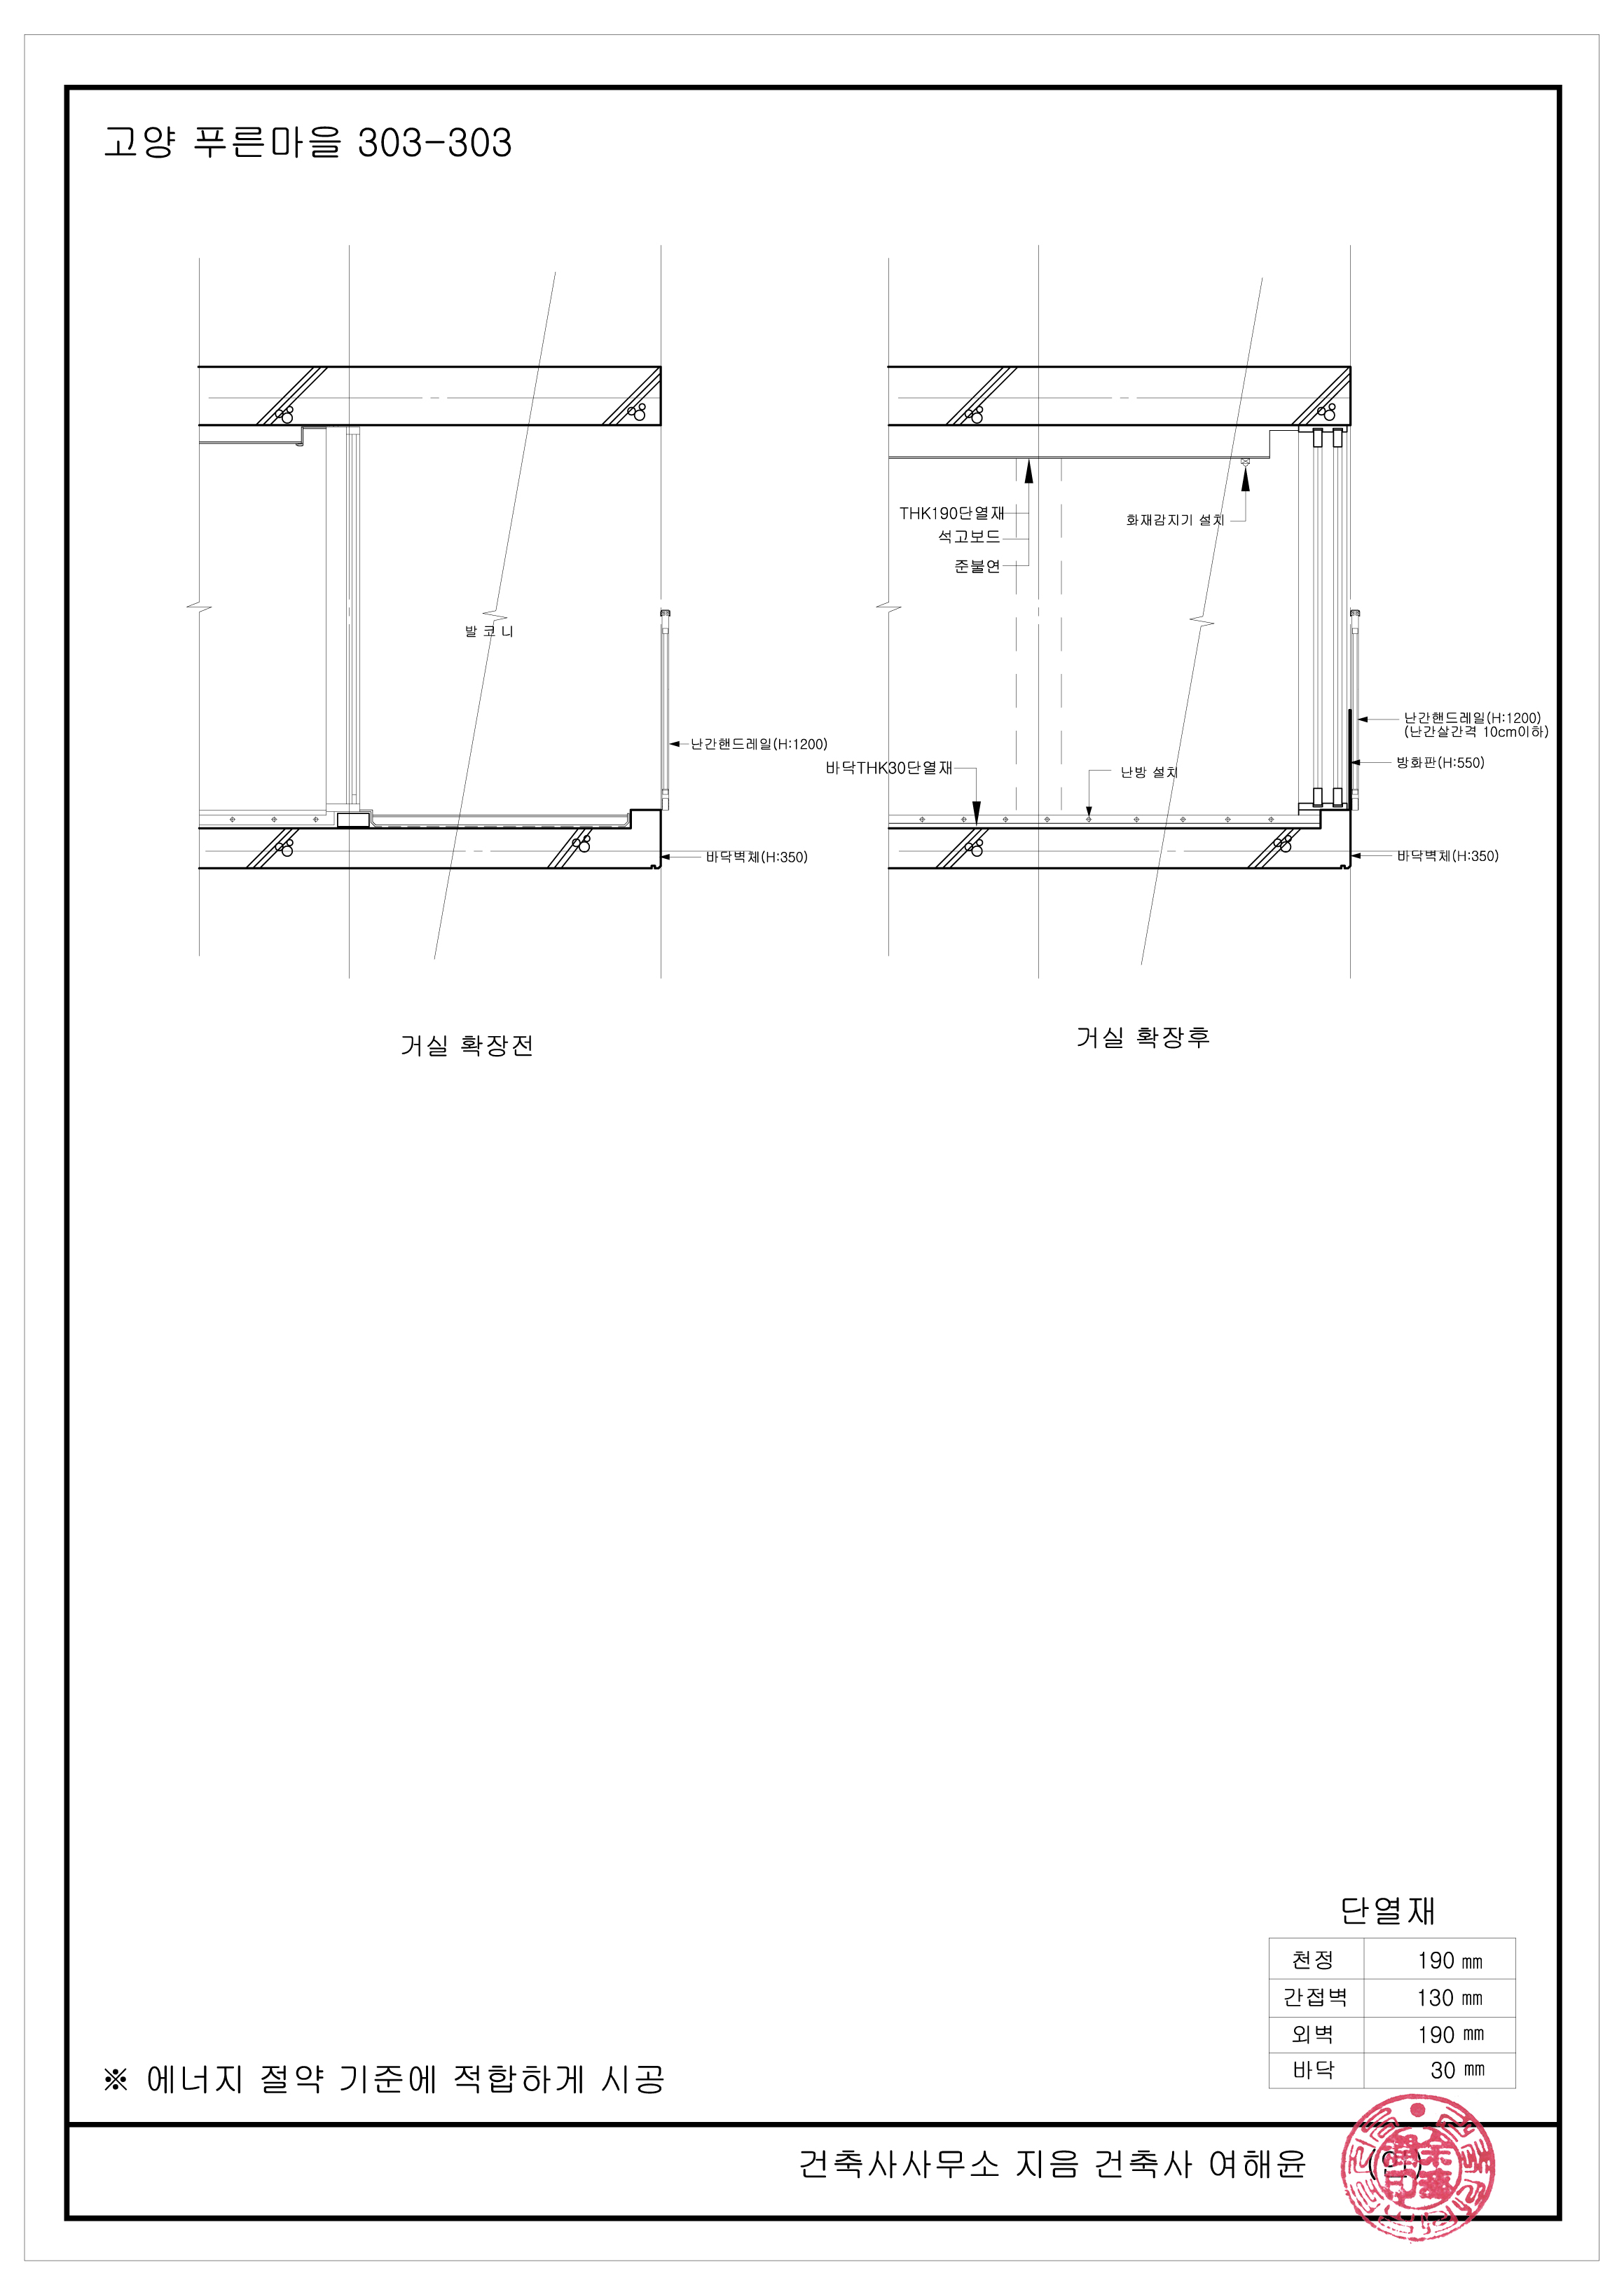 고양 푸른마을 303-303
발 코 니
난간핸드레일(H:1200)
바닥벽체(H:350)
거실 확장전
THK190단열재
석고보드
준불연
화재감지기 설치
바닥THK30단열재
난방 설치
난간핸드레일(H:1200)
(난간살간격 10cm이하)
방화판(H:550)
바닥벽체(H:350)
거실 확장후
단열재
천정 190 ㎜
간접벽 130 ㎜
외벽 190 ㎜
바닥 30 ㎜
※ 에너지 절약 기준에 적합하게 시공
건축사사무소 지음 건축사 여해윤 (인)